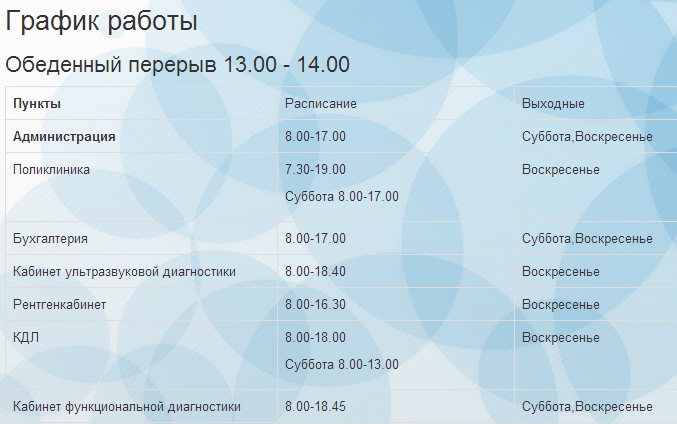 График работы
Обеденный перерыв 13.00 - 14.00
Пункты Расписание Выходные
Администрация 8.00-17.00 Суббота,Воскресенье
Поликлиника 7.30-19.00 Воскресенье
Суббота 8.00-17.00
Бухгалтерия 8.00-17.00 Суббота,Воскресенье
Кабинет ультразвуковой диагностики 8.00-18.40 Воскресенье
Рентгенкабинет 8.00-16.30 Воскресенье
КДЛ 8.00-18.00 Воскресенье
Суббота 8.00-13.00
Кабинет функциональной диагностики 8.00-18.45 Суббота,Воскресенье